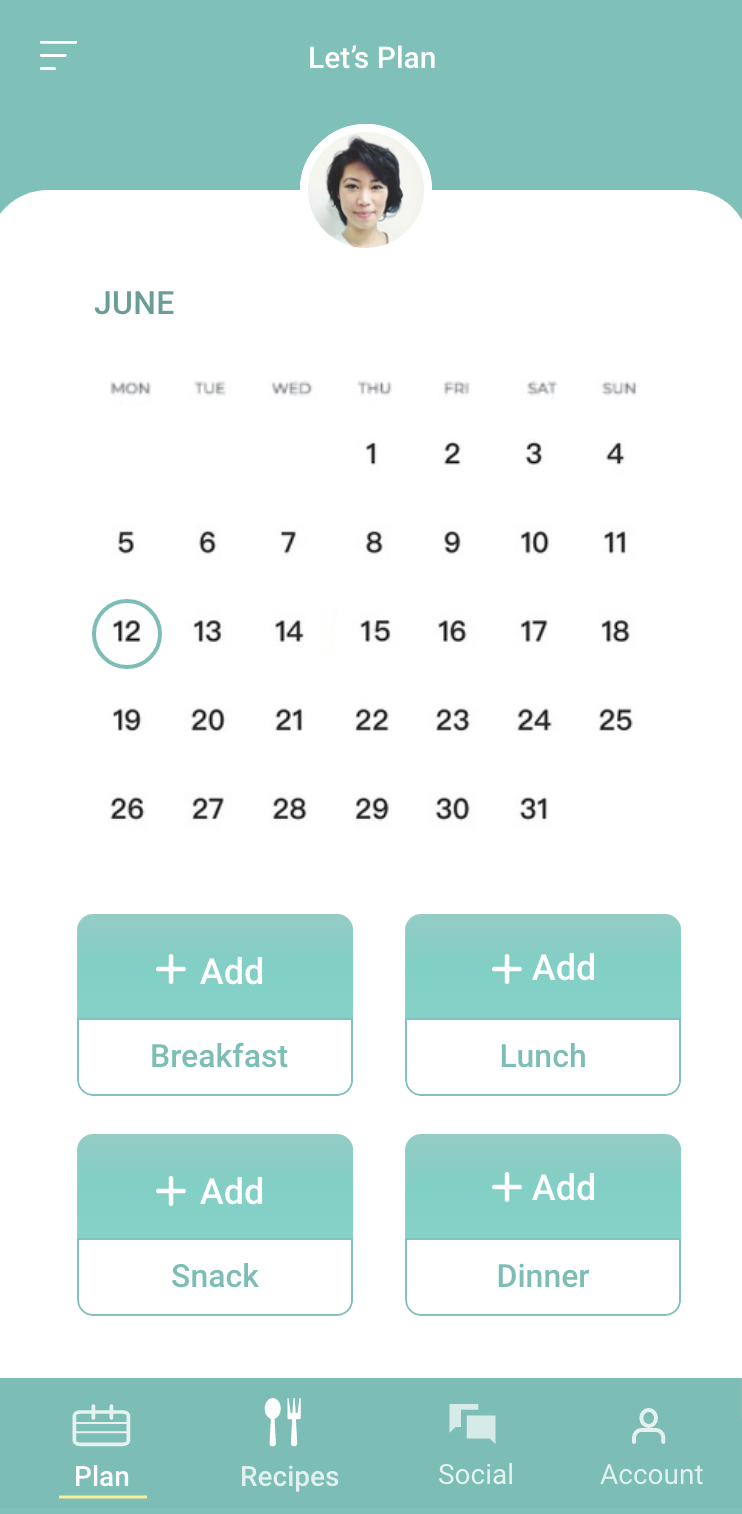 Let's Plan
JUNE
MON TUE WED THU FRI SAT SUN
1 2 3 4
5 6 7 8 9 10 11
12 13 14 15 16 17 18
19 20 21 22 23 24 25
26 27 28 29 30 31
+ Add + Add
Breakfast Lunch
+ Add + Add
Snack Dinner
Plan Recipes Social Account